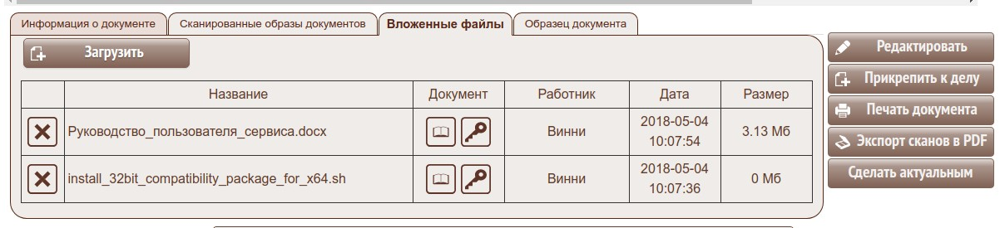 Информация о документе
Сканированные образы документов
Вложенные файлы
Образец документа
Загрузить
Название
Документ
Работник
Дата
Размер
Руководство_пользователя_сервиса.docx
Винни
2018-05-04
10:07:54
3.13 Мб
install_32bit_compatibility_package_for_x64.sh
Винни
2018-05-04
10:07:36
0 Мб
Редактировать
Прикрепить к делу
Печать документа
Экспорт сканов в PDF
Сделать актуальным